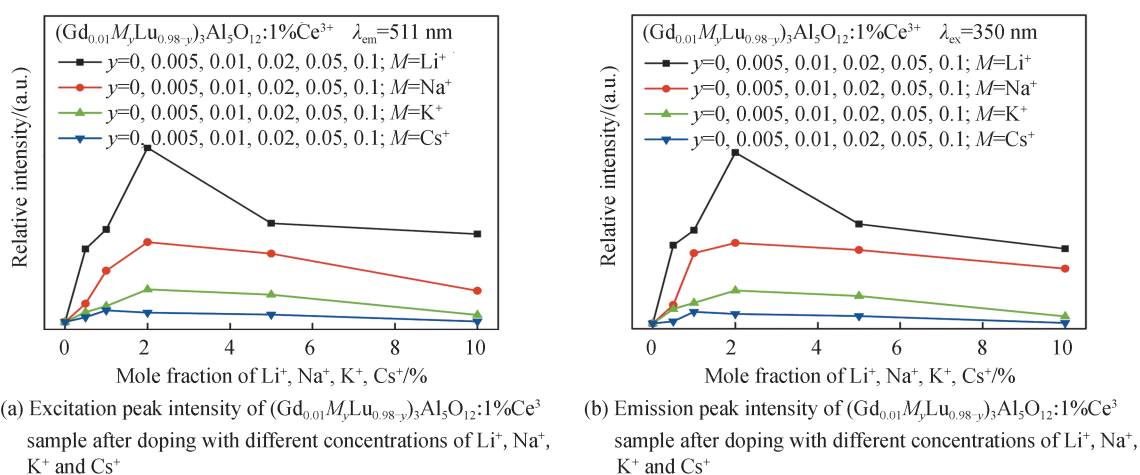 (Gd₀.₀₁MᵧLu₀.₉₈₋ᵧ)₃Al₅O₁₂:1%Ce³⁺ λem=511 nm
y=0, 0.005, 0.01, 0.02, 0.05, 0.1; M=Li⁺
y=0, 0.005, 0.01, 0.02, 0.05, 0.1; M=Na⁺
y=0, 0.005, 0.01, 0.02, 0.05, 0.1; M=K⁺
y=0, 0.005, 0.01, 0.02, 0.05, 0.1; M=Cs⁺
Relative intensity/(a.u.)
0 2 4 6 8 10
Mole fraction of Li⁺, Na⁺, K⁺, Cs⁺/%
(a) Excitation peak intensity of (Gd₀.₀₁MᵧLu₀.₉₈₋ᵧ)₃Al₅O₁₂:1%Ce³
sample after doping with different concentrations of Li⁺, Na⁺,
K⁺ and Cs⁺
(Gd₀.₀₁MᵧLu₀.₉₈₋ᵧ)₃Al₅O₁₂:1%Ce³⁺ λex=350 nm
y=0, 0.005, 0.01, 0.02, 0.05, 0.1; M=Li⁺
y=0, 0.005, 0.01, 0.02, 0.05, 0.1; M=Na⁺
y=0, 0.005, 0.01, 0.02, 0.05, 0.1; M=K⁺
y=0, 0.005, 0.01, 0.02, 0.05, 0.1; M=Cs⁺
Relative intensity/(a.u.)
0 2 4 6 8 10
Mole fraction of Li⁺, Na⁺, K⁺, Cs⁺/%
(b) Emission peak intensity of (Gd₀.₀₁MᵧLu₀.₉₈₋ᵧ)₃Al₅O₁₂:1%Ce³
sample after doping with different concentrations of Li⁺, Na⁺,
K⁺ and Cs⁺